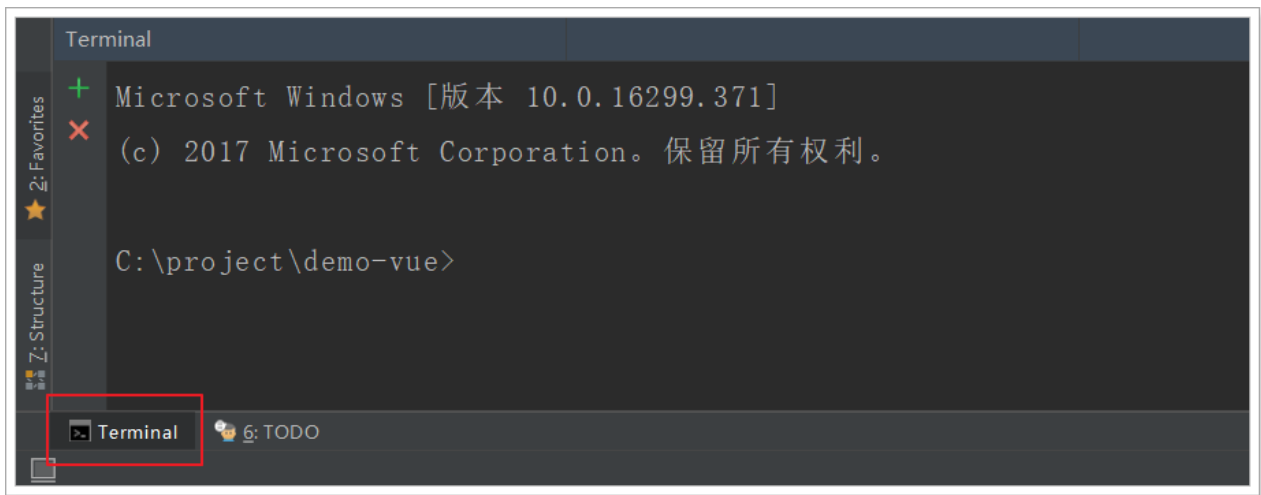 Terminal
Microsoft Windows [版本 10.0.16299.371]
(c) 2017 Microsoft Corporation。保留所有权利。
C:\project\demo-vue>
2: Favorites
7: Structure
Terminal
6: TODO